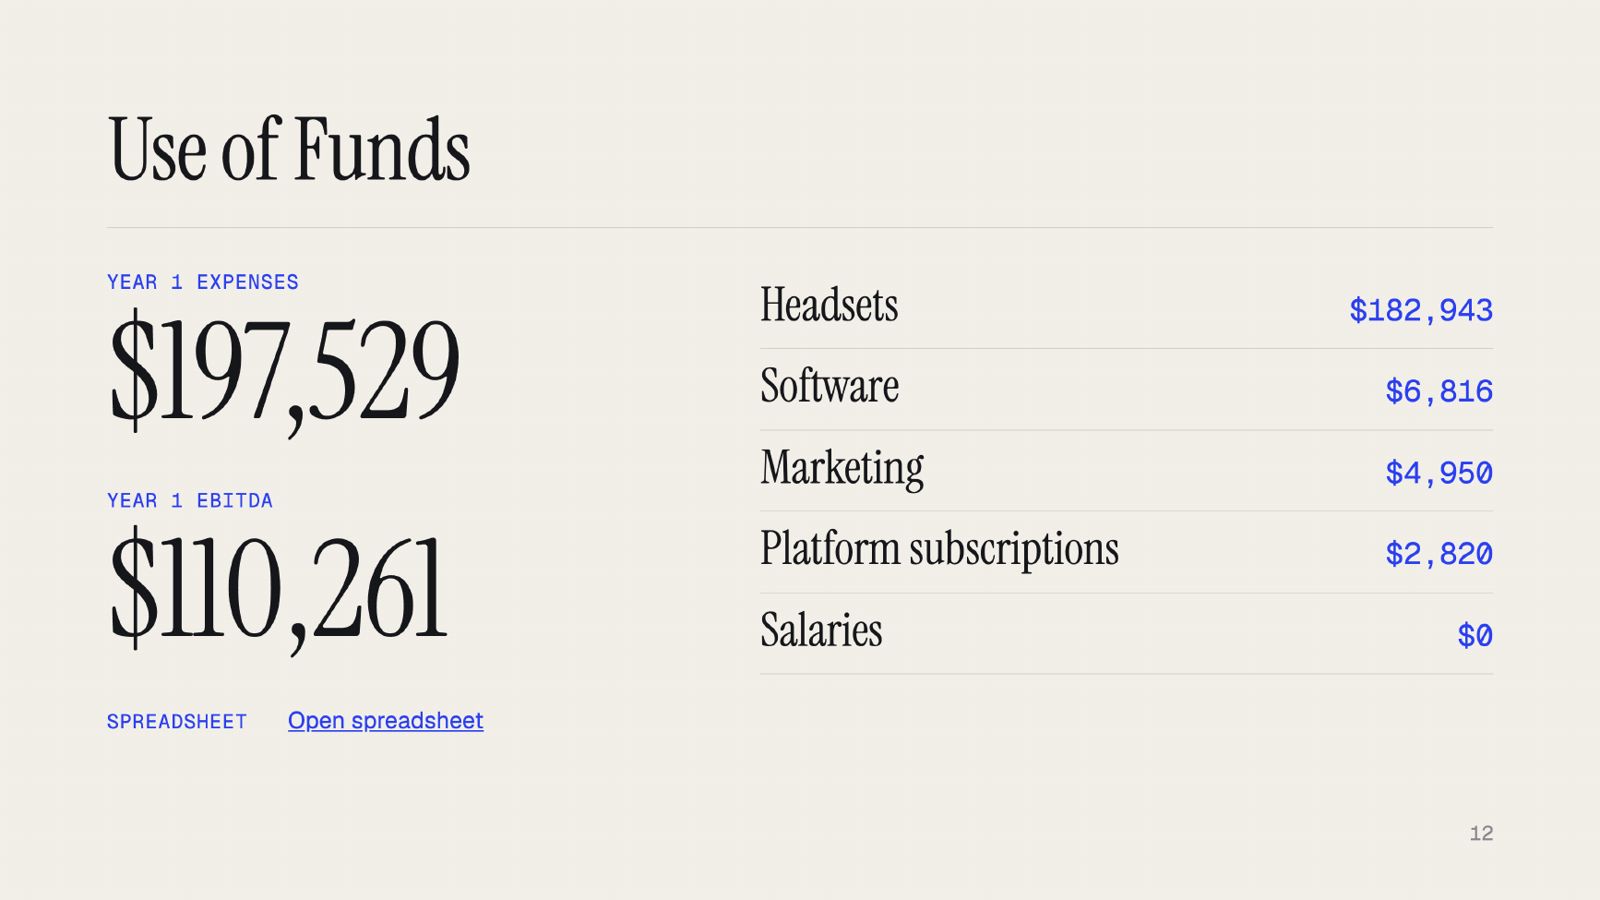 Use of Funds
YEAR 1 EXPENSES
$197,529
YEAR 1 EBITDA
$110,261
SPREADSHEET Open spreadsheet
Headsets $182,943
Software $6,816
Marketing $4,950
Platform subscriptions $2,820
Salaries $0
12